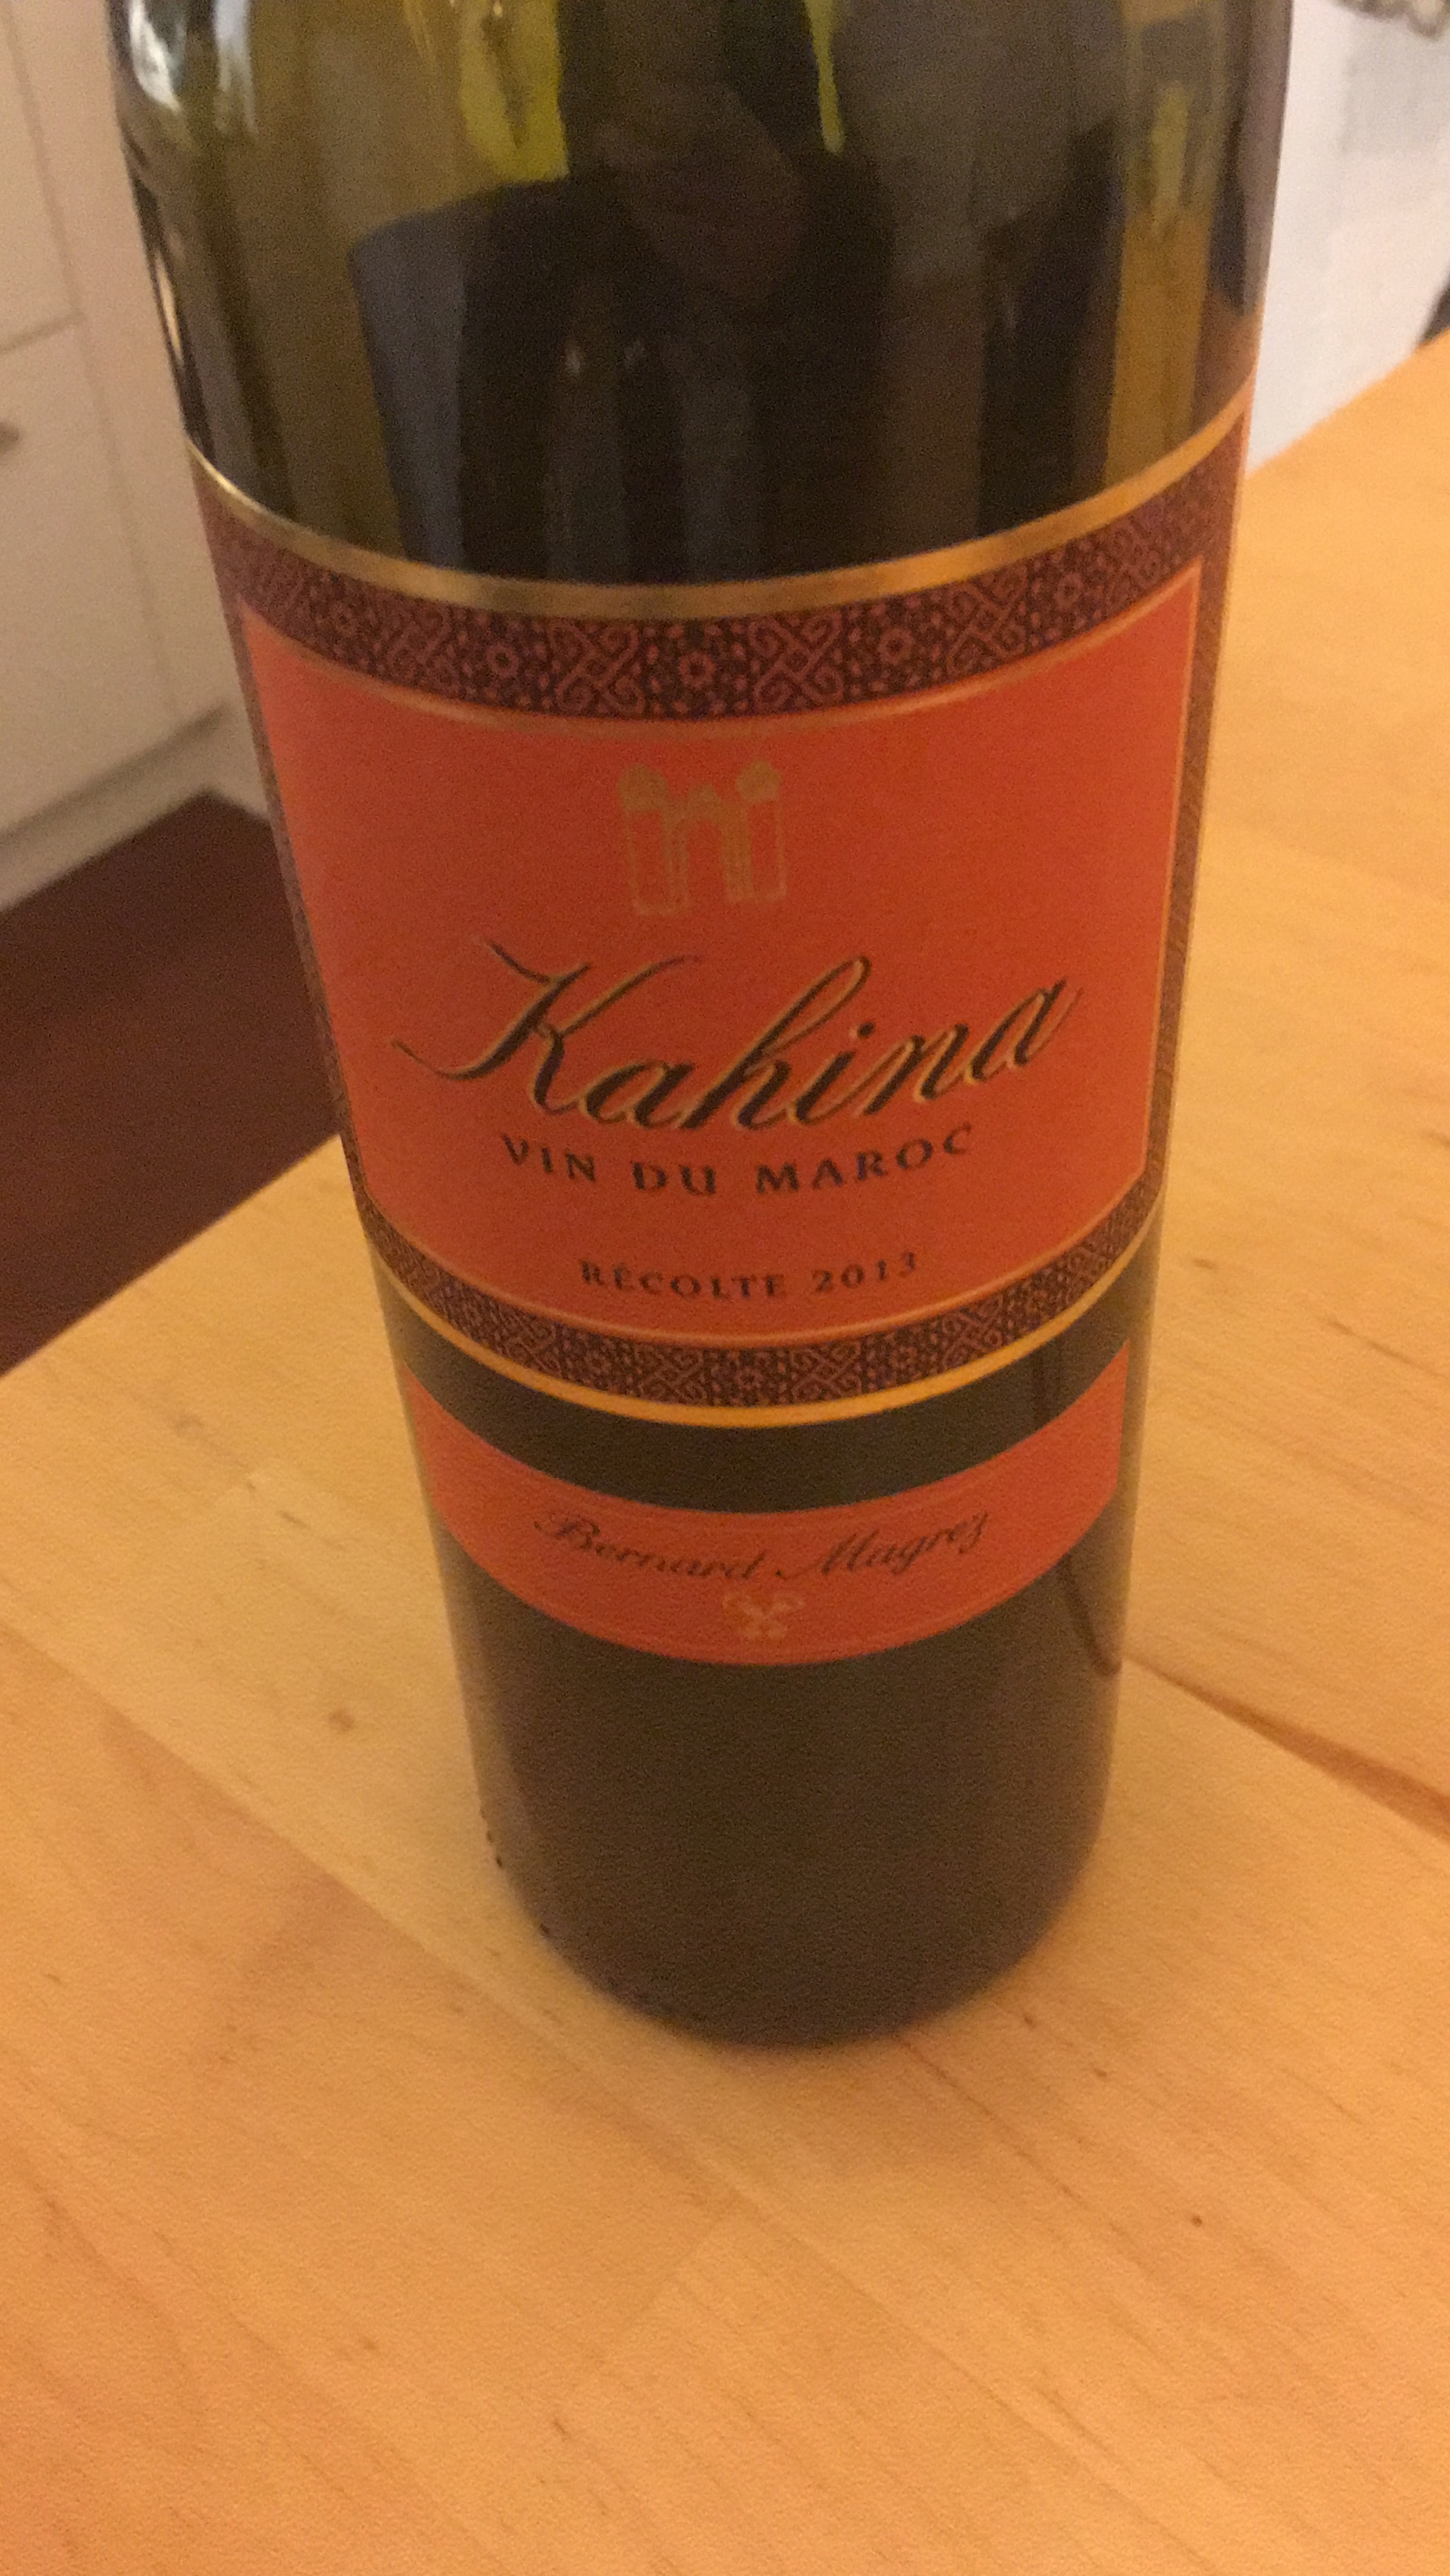 Kahina
VIN DU MAROC
RÉCOLTE 2013
Bernard Magrez